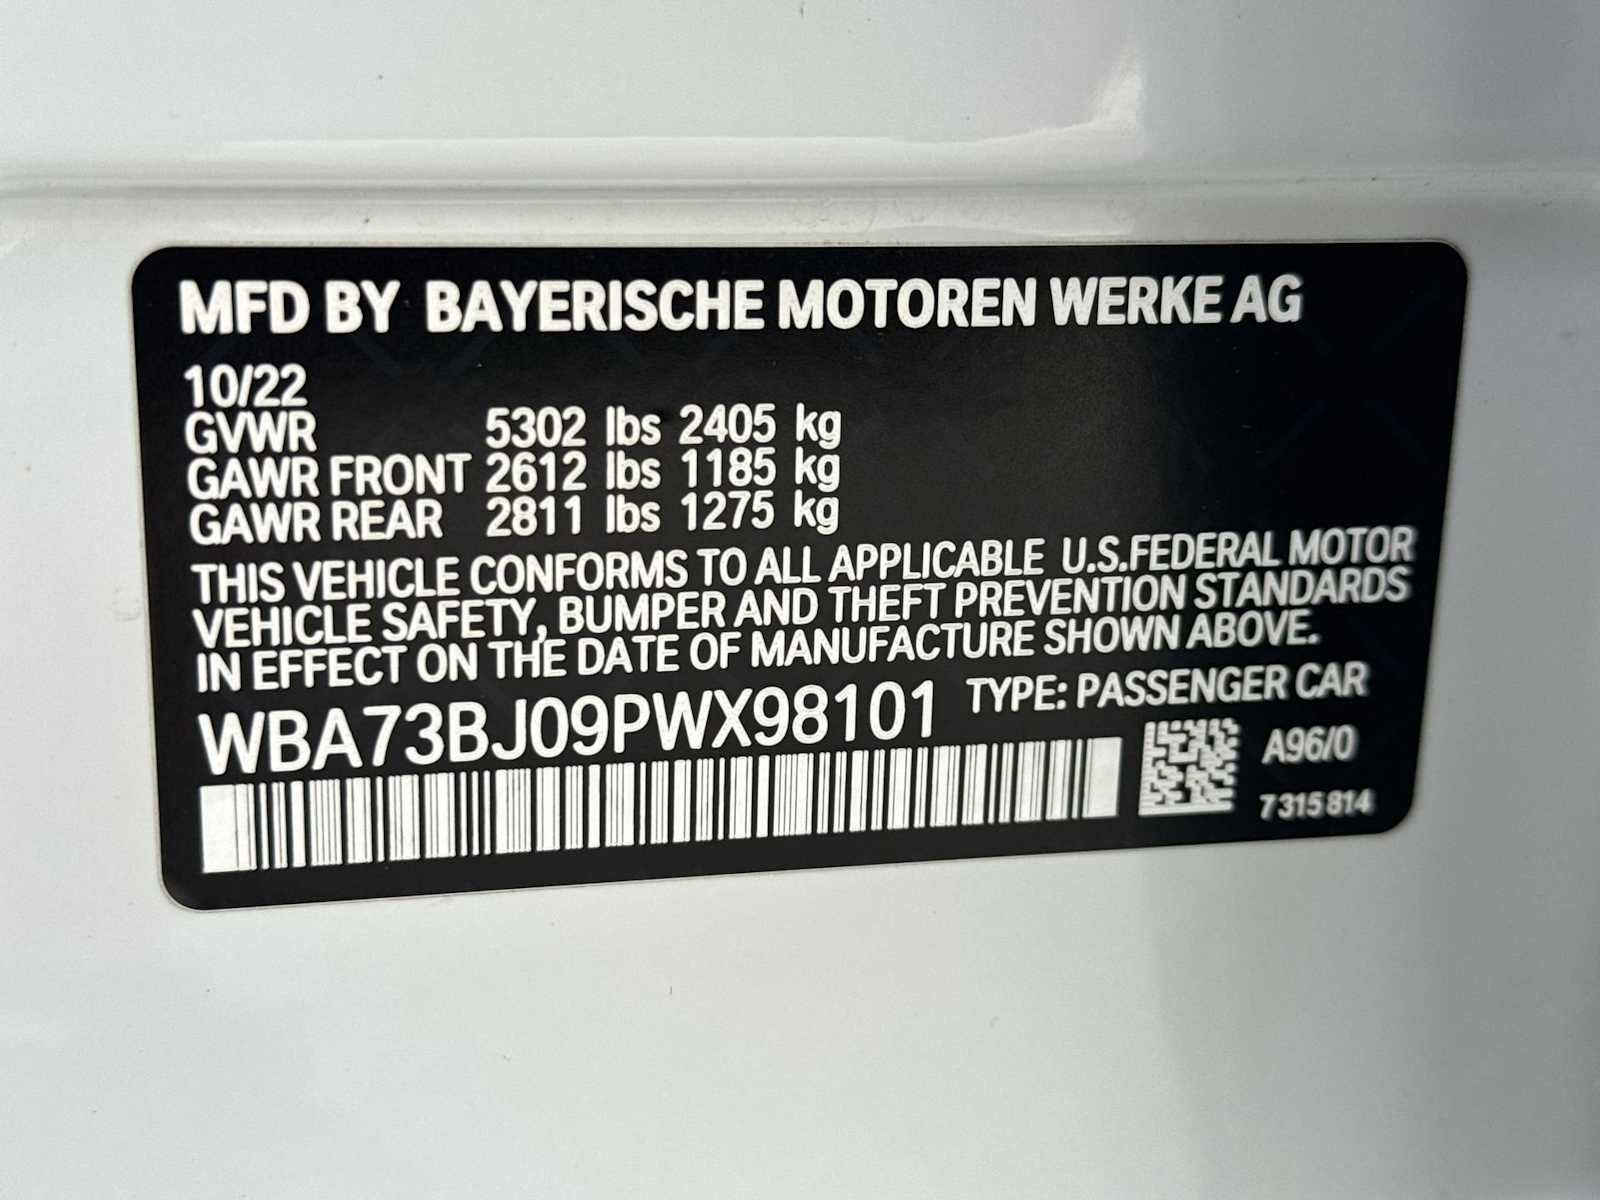 MFD BY BAYERISCHE MOTOREN WERKE AG
10/22
GVWR 5302 lbs 2405 kg
GAWR FRONT 2612 lbs 1185 kg
GAWR REAR 2811 lbs 1275 kg
THIS VEHICLE CONFORMS TO ALL APPLICABLE U.S.FEDERAL MOTOR
VEHICLE SAFETY, BUMPER AND THEFT PREVENTION STANDARDS
IN EFFECT ON THE DATE OF MANUFACTURE SHOWN ABOVE.
WBA73BJ09PWX98101 TYPE: PASSENGER CAR
A96/0
7 315 814